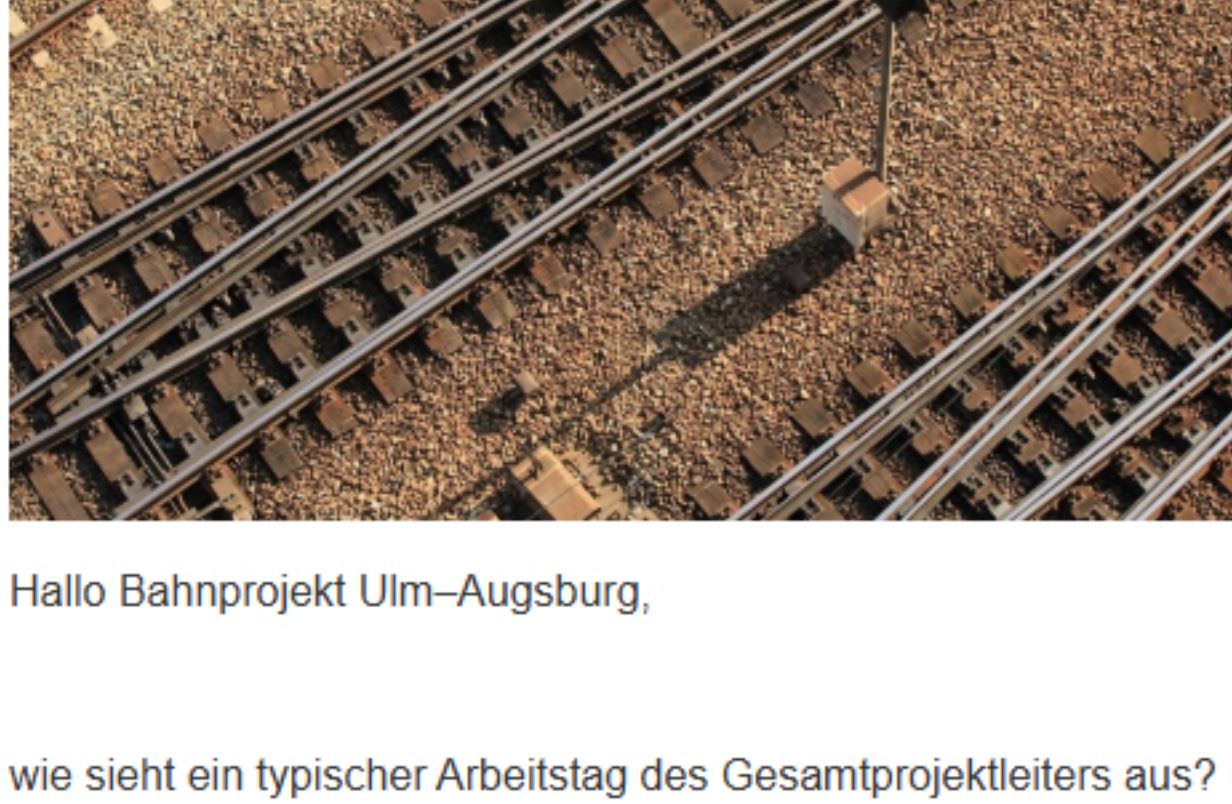 Hallo Bahnprojekt Ulm–Augsburg,
wie sieht ein typischer Arbeitstag des Gesamtprojektleiters aus?